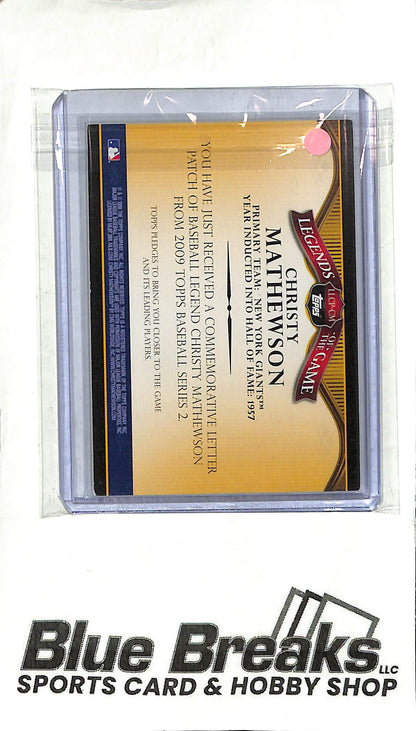 LEGENDS
OF
THE GAME
TOPPS
LLCM
CHRISTY
MATHEWSON
PRIMARY TEAM: NEW YORK GIANTS™
YEAR INDUCTED INTO HALL OF FAME: 1957
YOU HAVE JUST RECEIVED A COMMEMORATIVE LETTER
PATCH OF BASEBALL LEGEND CHRISTY MATHEWSON
FROM 2009 TOPPS BASEBALL SERIES 2.
TOPPS PLEDGES TO BRING YOU CLOSER TO THE GAME
AND ITS LEADING PLAYERS.
Blue Breaks LLC
SPORTS CARD & HOBBY SHOP